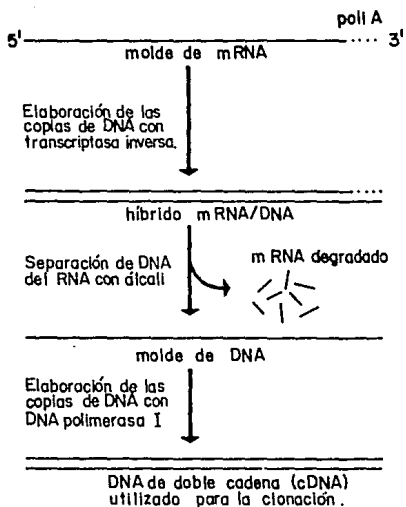 poli A
5' .... 3'
molde de mRNA
Elaboración de las
copias de DNA con
transcriptasa inversa.
....
híbrido mRNA/DNA
Separación de DNA
del RNA con álcali
mRNA degradado
molde de DNA
Elaboración de las
copias de DNA con
DNA polimerasa I
DNA de doble cadena (cDNA)
utilizado para la clonación.